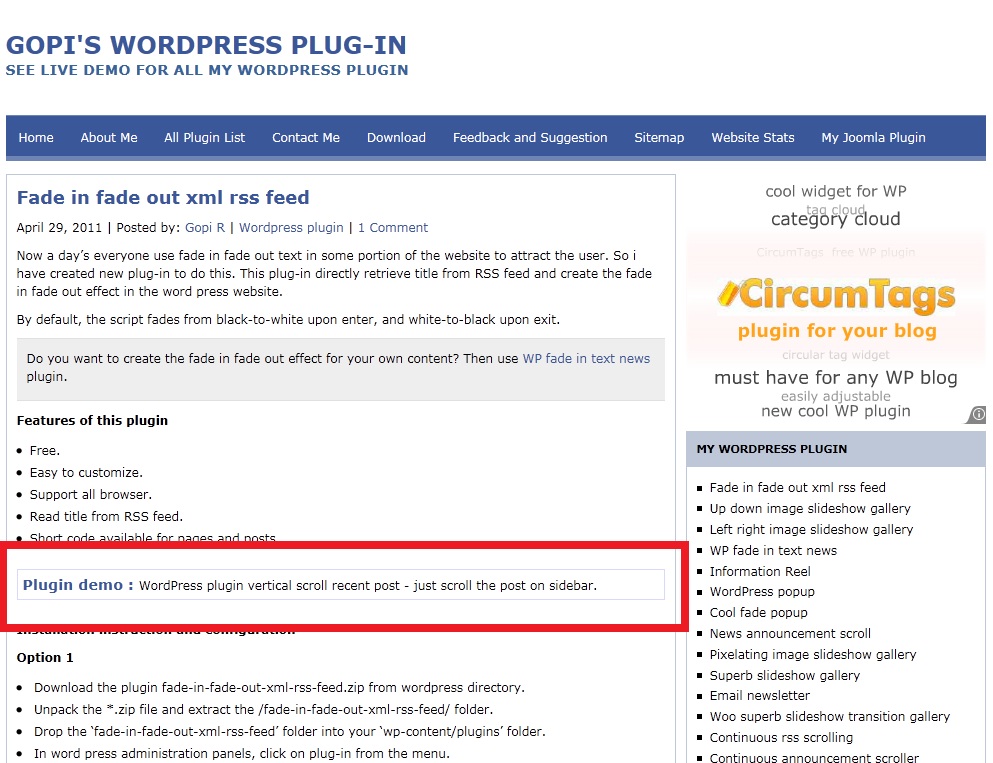 GOPI'S WORDPRESS PLUG-IN
SEE LIVE DEMO FOR ALL MY WORDPRESS PLUGIN
Home About Me All Plugin List Contact Me Download Feedback and Suggestion Sitemap Website Stats My Joomla Plugin
Fade in fade out xml rss feed
April 29, 2011 | Posted by: Gopi R | Wordpress plugin | 1 Comment
Now a day’s everyone use fade in fade out text in some portion of the website to attract the user. So i
have created new plug-in to do this. This plug-in directly retrieve title from RSS feed and create the fade
in fade out effect in the word press website.
By default, the script fades from black-to-white upon enter, and white-to-black upon exit.
Do you want to create the fade in fade out effect for your own content? Then use WP fade in text news
plugin.
Features of this plugin
Free.
Easy to customize.
Support all browser.
Read title from RSS feed.
Short code available for pages and posts
Plugin demo : WordPress plugin vertical scroll recent post - just scroll the post on sidebar.
Installation instruction and configuration
Option 1
Download the plugin fade-in-fade-out-xml-rss-feed.zip from wordpress directory.
Unpack the *.zip file and extract the /fade-in-fade-out-xml-rss-feed/ folder.
Drop the ‘fade-in-fade-out-xml-rss-feed’ folder into your ‘wp-content/plugins’ folder.
In word press administration panels, click on plug-in from the menu.
cool widget for WP
tag cloud
category cloud
CircumTags free WP plugin
CircumTags
plugin for your blog
circular tag widget
must have for any WP blog
easily adjustable
new cool WP plugin
MY WORDPRESS PLUGIN
Fade in fade out xml rss feed
Up down image slideshow gallery
Left right image slideshow gallery
WP fade in text news
Information Reel
WordPress popup
Cool fade popup
News announcement scroll
Pixelating image slideshow gallery
Superb slideshow gallery
Email newsletter
Woo superb slideshow transition gallery
Continuous rss scrolling
Continuous announcement scroller